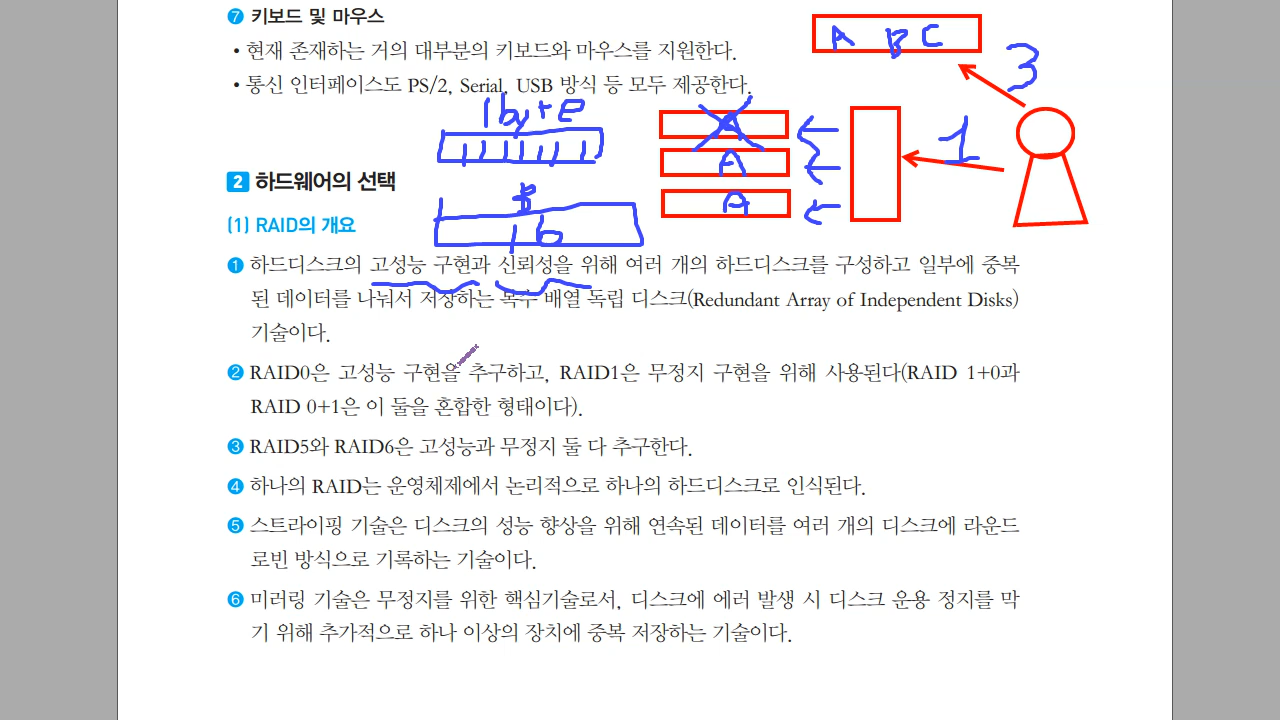 ❼ 키보드 및 마우스
• 현재 존재하는 거의 대부분의 키보드와 마우스를 지원한다.
• 통신 인터페이스도 PS/2, Serial, USB 방식 등 모두 제공한다.
A B C
3
1 byte
A
1
A
A
2 하드웨어의 선택
(1) RAID의 개요
❶ 하드디스크의 고성능 구현과 신뢰성을 위해 여러 개의 하드디스크를 구성하고 일부에 중복
된 데이터를 나눠서 저장하는 복수 배열 독립 디스크(Redundant Array of Independent Disks)
기술이다.
❷ RAID0은 고성능 구현을 추구하고, RAID1은 무정지 구현을 위해 사용된다(RAID 1+0과
RAID 0+1은 이 둘을 혼합한 형태이다).
❸ RAID5와 RAID6은 고성능과 무정지 둘 다 추구한다.
❹ 하나의 RAID는 운영체제에서 논리적으로 하나의 하드디스크로 인식된다.
❺ 스트라이핑 기술은 디스크의 성능 향상을 위해 연속된 데이터를 여러 개의 디스크에 라운드
로빈 방식으로 기록하는 기술이다.
❻ 미러링 기술은 무정지를 위한 핵심기술로서, 디스크에 에러 발생 시 디스크 운용 정지를 막
기 위해 추가적으로 하나 이상의 장치에 중복 저장하는 기술이다.